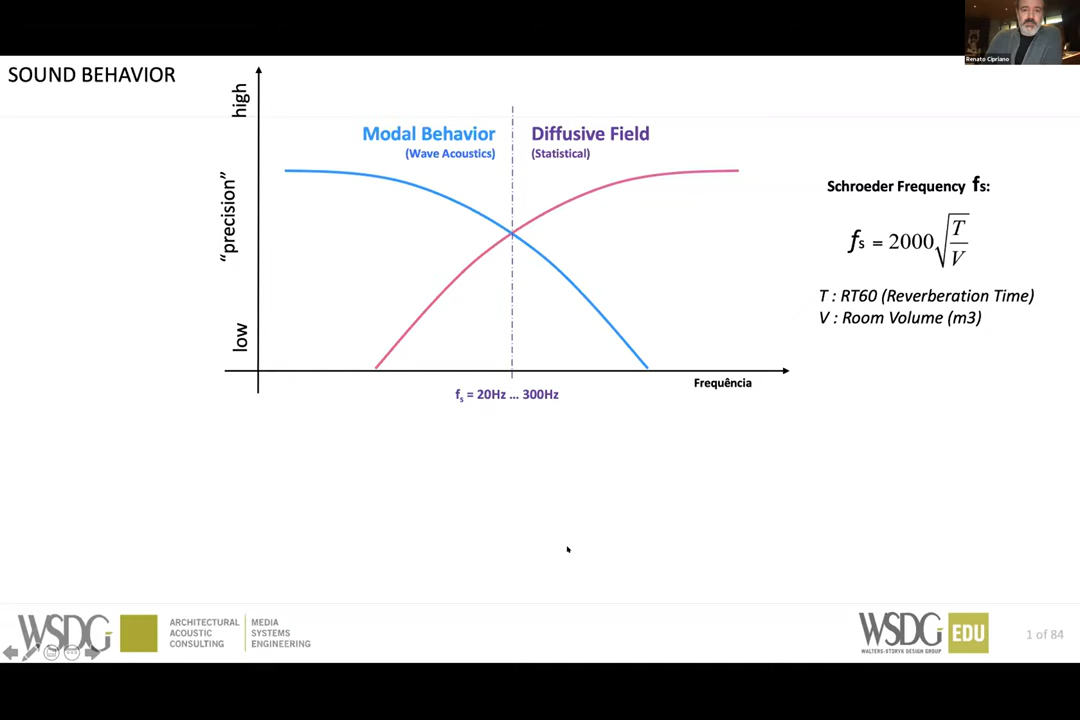 Renato Cipriano
SOUND BEHAVIOR
high
"precision"
low
Modal Behavior
(Wave Acoustics)
Diffusive Field
(Statistical)
Frequência
fs = 20Hz ... 300Hz
Schroeder Frequency fs:
fs = 2000√(T/V)
T : RT60 (Reverberation Time)
V : Room Volume (m3)
WSDG
ARCHITECTURAL
ACOUSTIC
CONSULTING
MEDIA
SYSTEMS
ENGINEERING
WSDG EDU
WALTERS-STORYK DESIGN GROUP
1 of 84